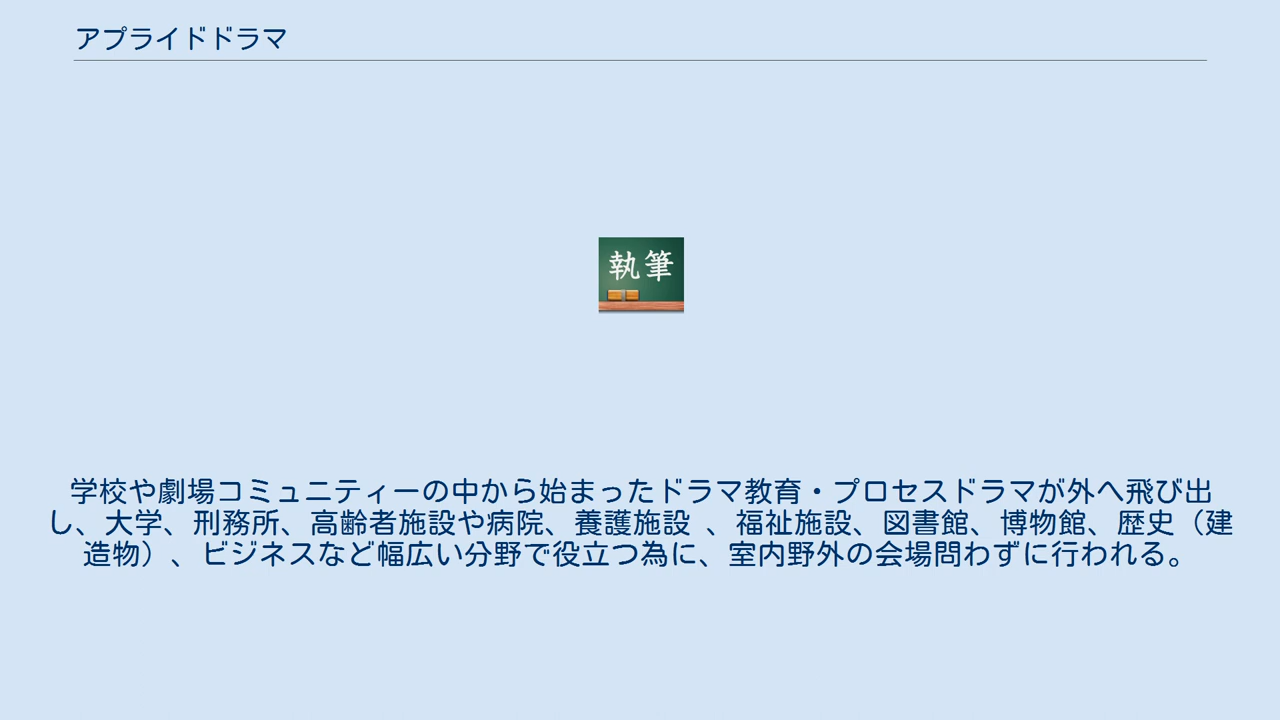 アプライドドラマ
執筆
学校や劇場コミュニティーの中から始まったドラマ教育・プロセスドラマが外へ飛び出
し、大学、刑務所、高齢者施設や病院、養護施設 、福祉施設、図書館、博物館、歴史（建
造物）、ビジネスなど幅広い分野で役立つ為に、室内野外の会場問わずに行われる。